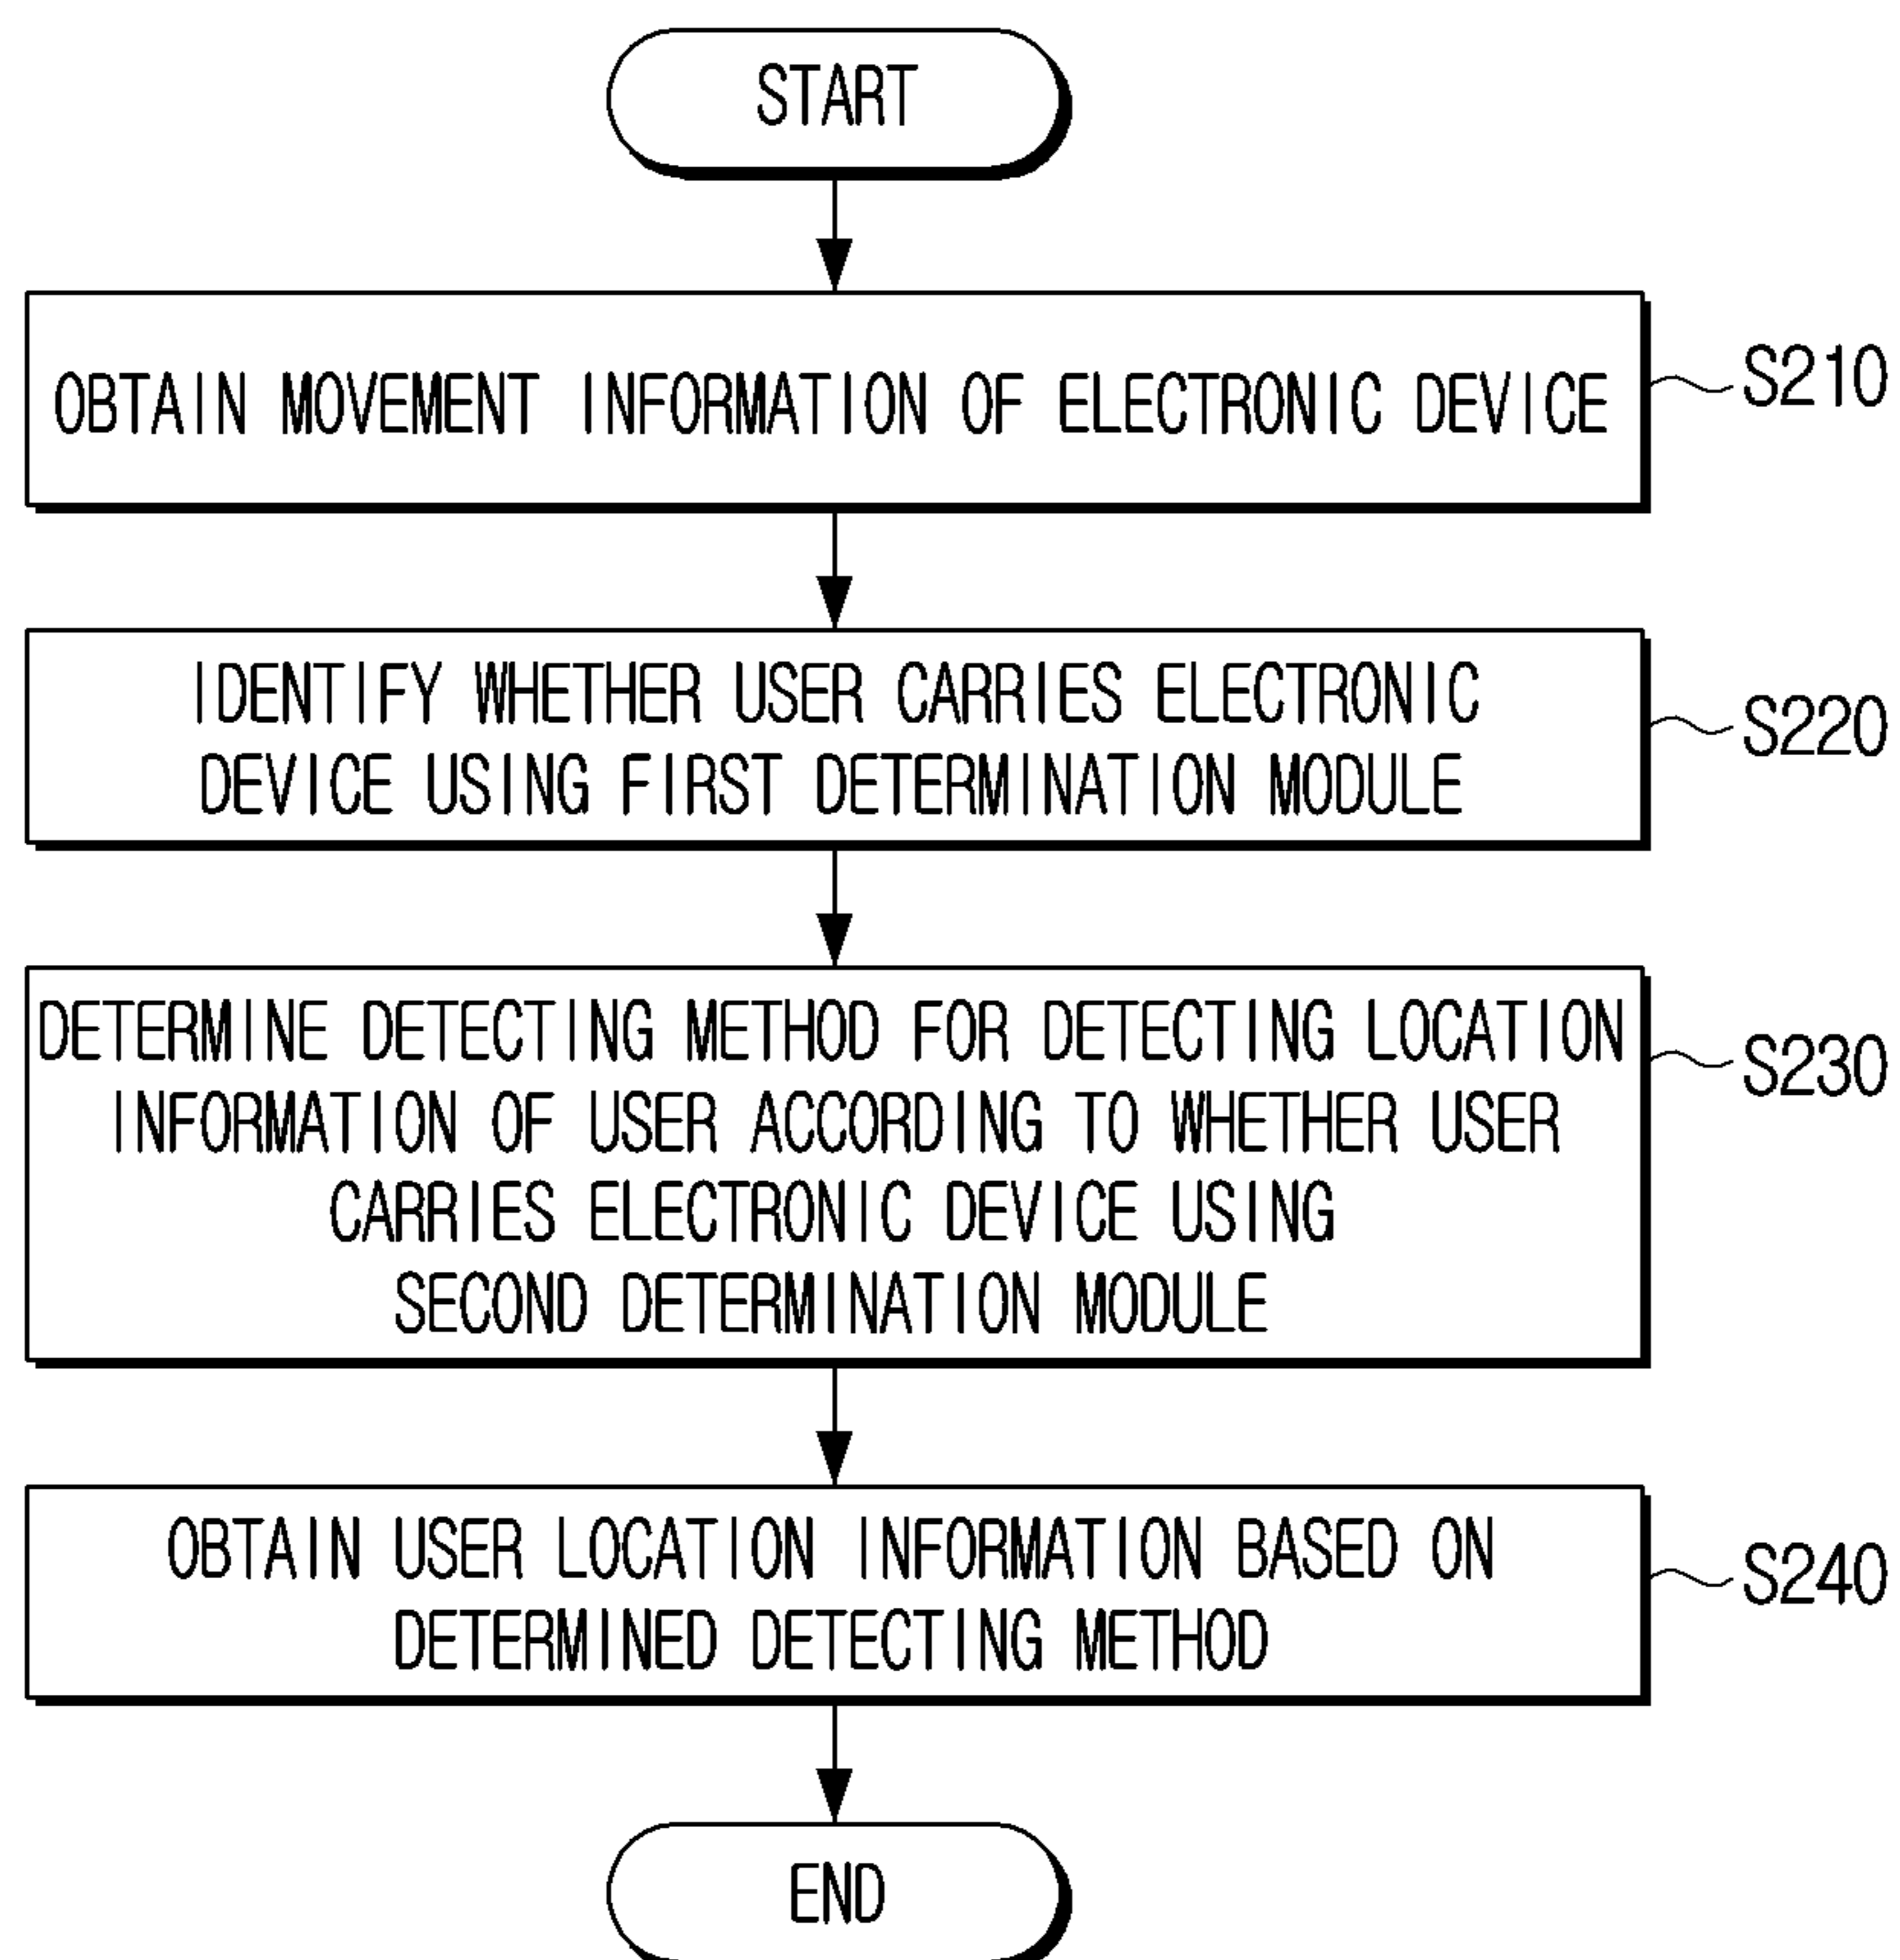 START
OBTAIN MOVEMENT INFORMATION OF ELECTRONIC DEVICE
S210
IDENTIFY WHETHER USER CARRIES ELECTRONIC
DEVICE USING FIRST DETERMINATION MODULE
S220
DETERMINE DETECTING METHOD FOR DETECTING LOCATION
INFORMATION OF USER ACCORDING TO WHETHER USER
CARRIES ELECTRONIC DEVICE USING
SECOND DETERMINATION MODULE
S230
OBTAIN USER LOCATION INFORMATION BASED ON
DETERMINED DETECTING METHOD
S240
END